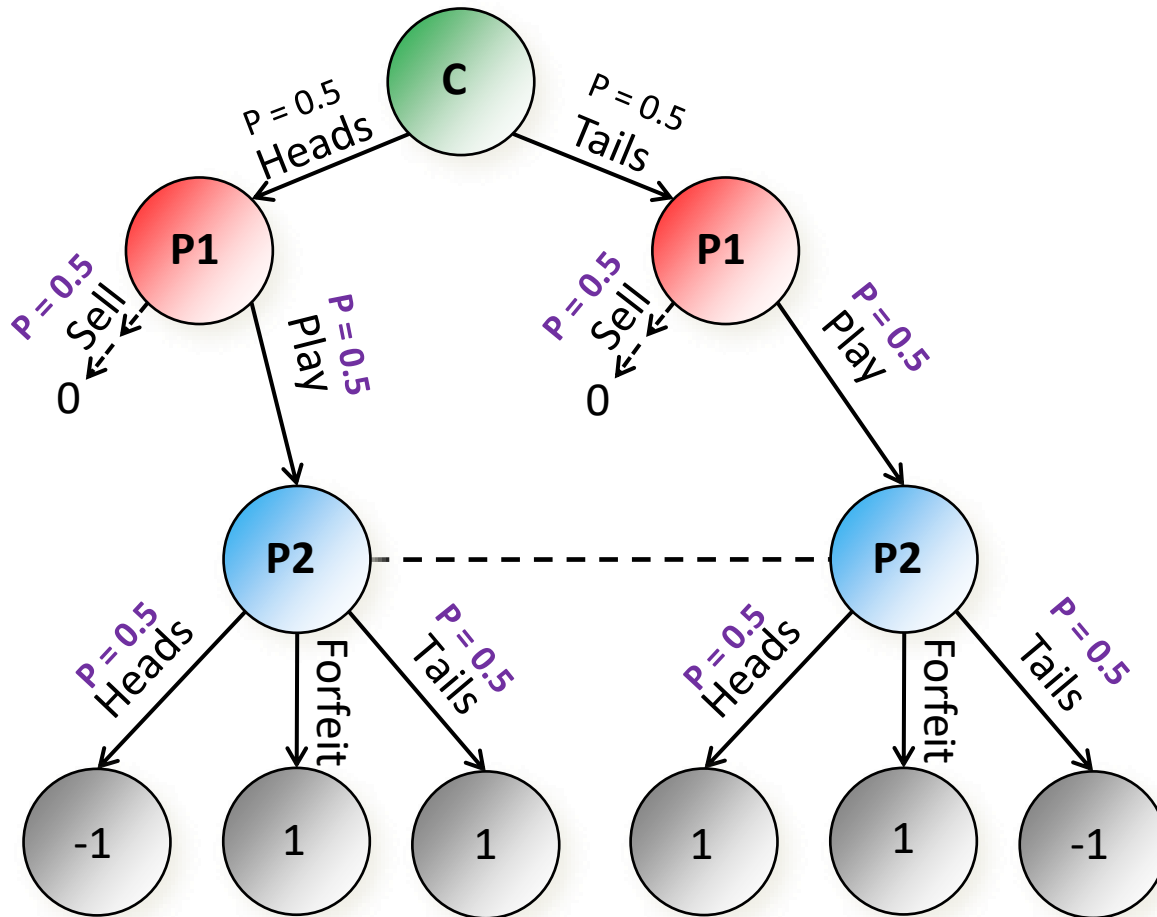 C
P = 0.5
Heads
P = 0.5
Tails
P1
P1
P = 0.5
Sell
0
P = 0.5
Play
P = 0.5
Sell
0
P = 0.5
Play
P2
P2
P = 0.5
Heads
Forfeit
P = 0.5
Tails
P = 0.5
Heads
Forfeit
P = 0.5
Tails
-1
1
1
1
1
-1